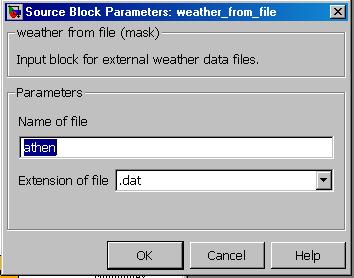 Source Block Parameters: weather_from_file
weather from file (mask)
Input block for external weather data files.
Parameters
Name of file
athen
Extension of file .dat
OK Cancel Help